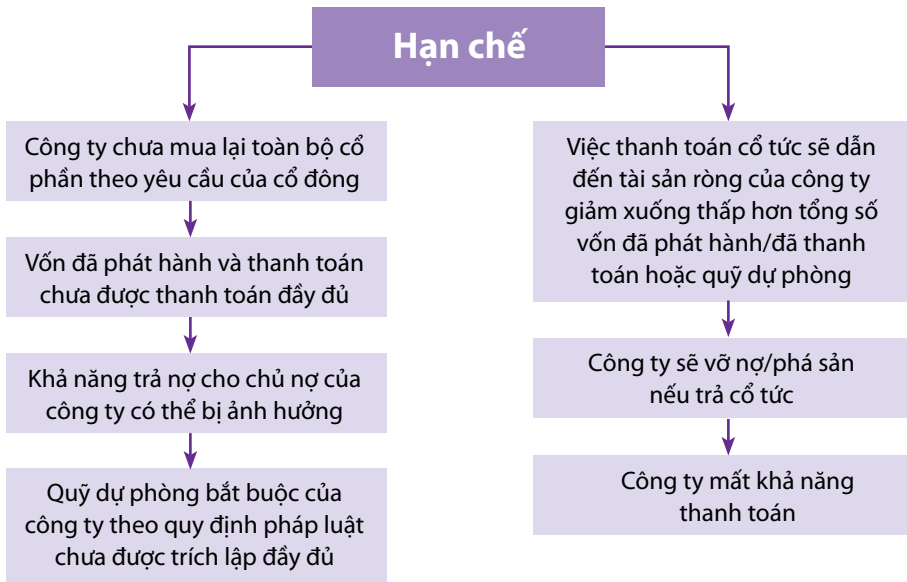 Hạn chế
Công ty chưa mua lại toàn bộ cổ
phần theo yêu cầu của cổ đông
Vốn đã phát hành và thanh toán
chưa được thanh toán đầy đủ
Khả năng trả nợ cho chủ nợ của
công ty có thể bị ảnh hưởng
Quỹ dự phòng bắt buộc của
công ty theo quy định pháp luật
chưa được trích lập đầy đủ
Việc thanh toán cổ tức sẽ dẫn
đến tài sản ròng của công ty
giảm xuống thấp hơn tổng số
vốn đã phát hành/đã thanh
toán hoặc quỹ dự phòng
Công ty sẽ vỡ nợ/phá sản
nếu trả cổ tức
Công ty mất khả năng
thanh toán